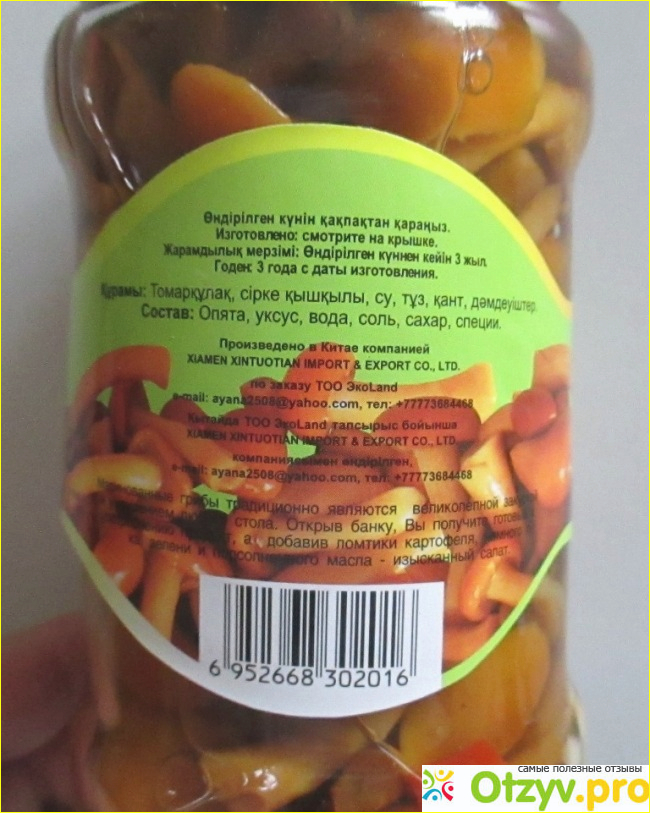 Өндірілген күнін қақпақтан қараңыз.
Изготовлено: смотрите на крышке.
Жарамдылық мерзімі: Өндірілген күннен кейін 3 жыл.
Годен: 3 года с даты изготовления.
Құрамы: Томарқұлақ, сірке қышқылы, су, тұз, қант, дәмдеуіштер.
Состав: Опята, уксус, вода, соль, сахар, специи.
Произведено в Китае компанией
XIAMEN XINTUOTIAN IMPORT & EXPORT CO., LTD.
по заказу ТОО ЭкоLand
e-mail: ayana2508@yahoo.com, тел: +77773684468
Қытайда ТОО ЭкоLand тапсырыс бойынша
XIAMEN XINTUOTIAN IMPORT & EXPORT CO., LTD.
компаниясымен өндірілген,
e-mail: ayana2508@yahoo.com, тел: +77773684468
грибы традиционно являются великолепной
стола. Открыв банку, Вы получите
а, добавив ломтики картофеля,
зелени и масла - изысканный салат.
6 952668 302016
самые полезные отзывы
Otzyv.pro